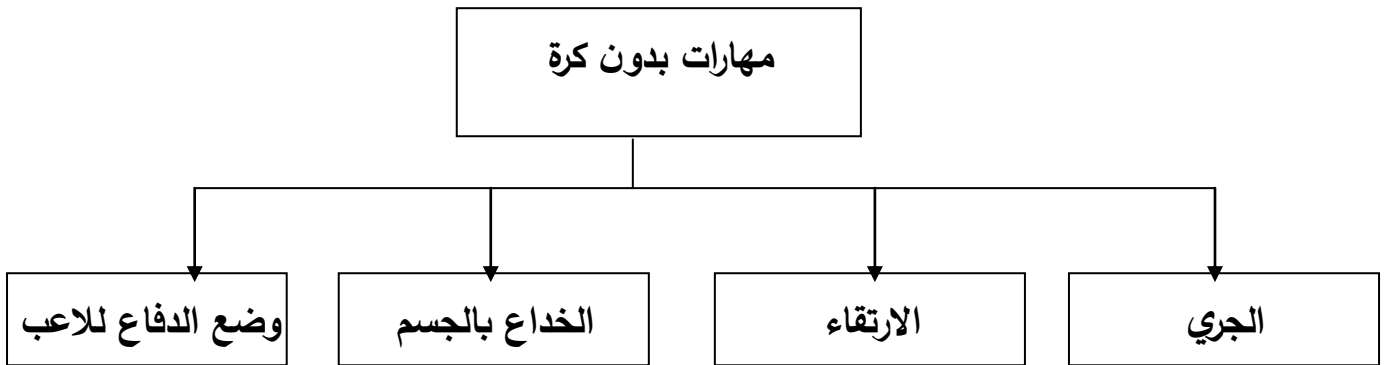 مهارات بدون كرة
الجري
الارتقاء
الخداع بالجسم
وضع الدفاع للاعب